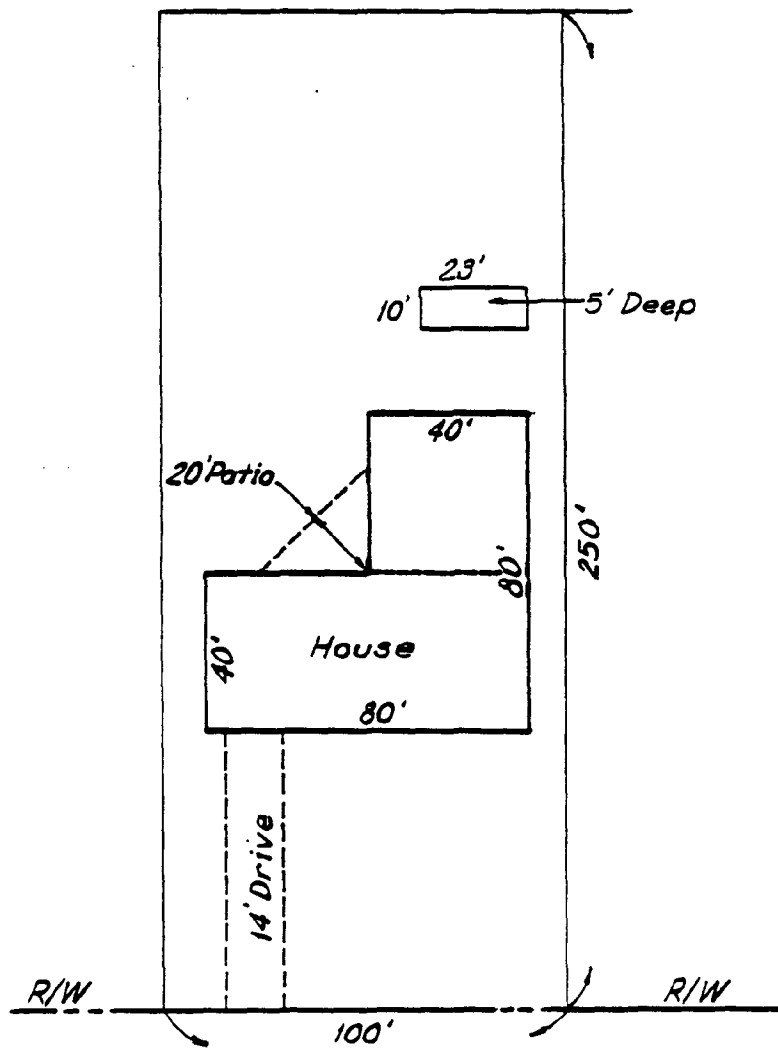 23'
10'
5' Deep
40'
20' Patio
250'
80'
40'
House
80'
14' Drive
R/W
R/W
100'